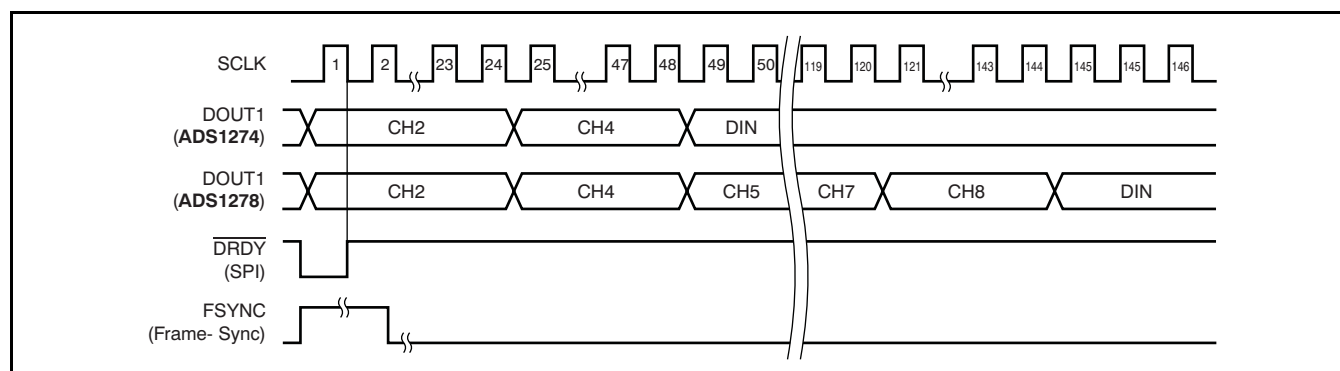 SCLK 1 2 23 24 25 47 48 49 50 119 120 121 143 144 145 145 146
DOUT1
(ADS1274)
CH2 CH4 DIN
DOUT1
(ADS1278)
CH2 CH4 CH5 CH7 CH8 DIN
DRDY
(SPI)
FSYNC
(Frame- Sync)